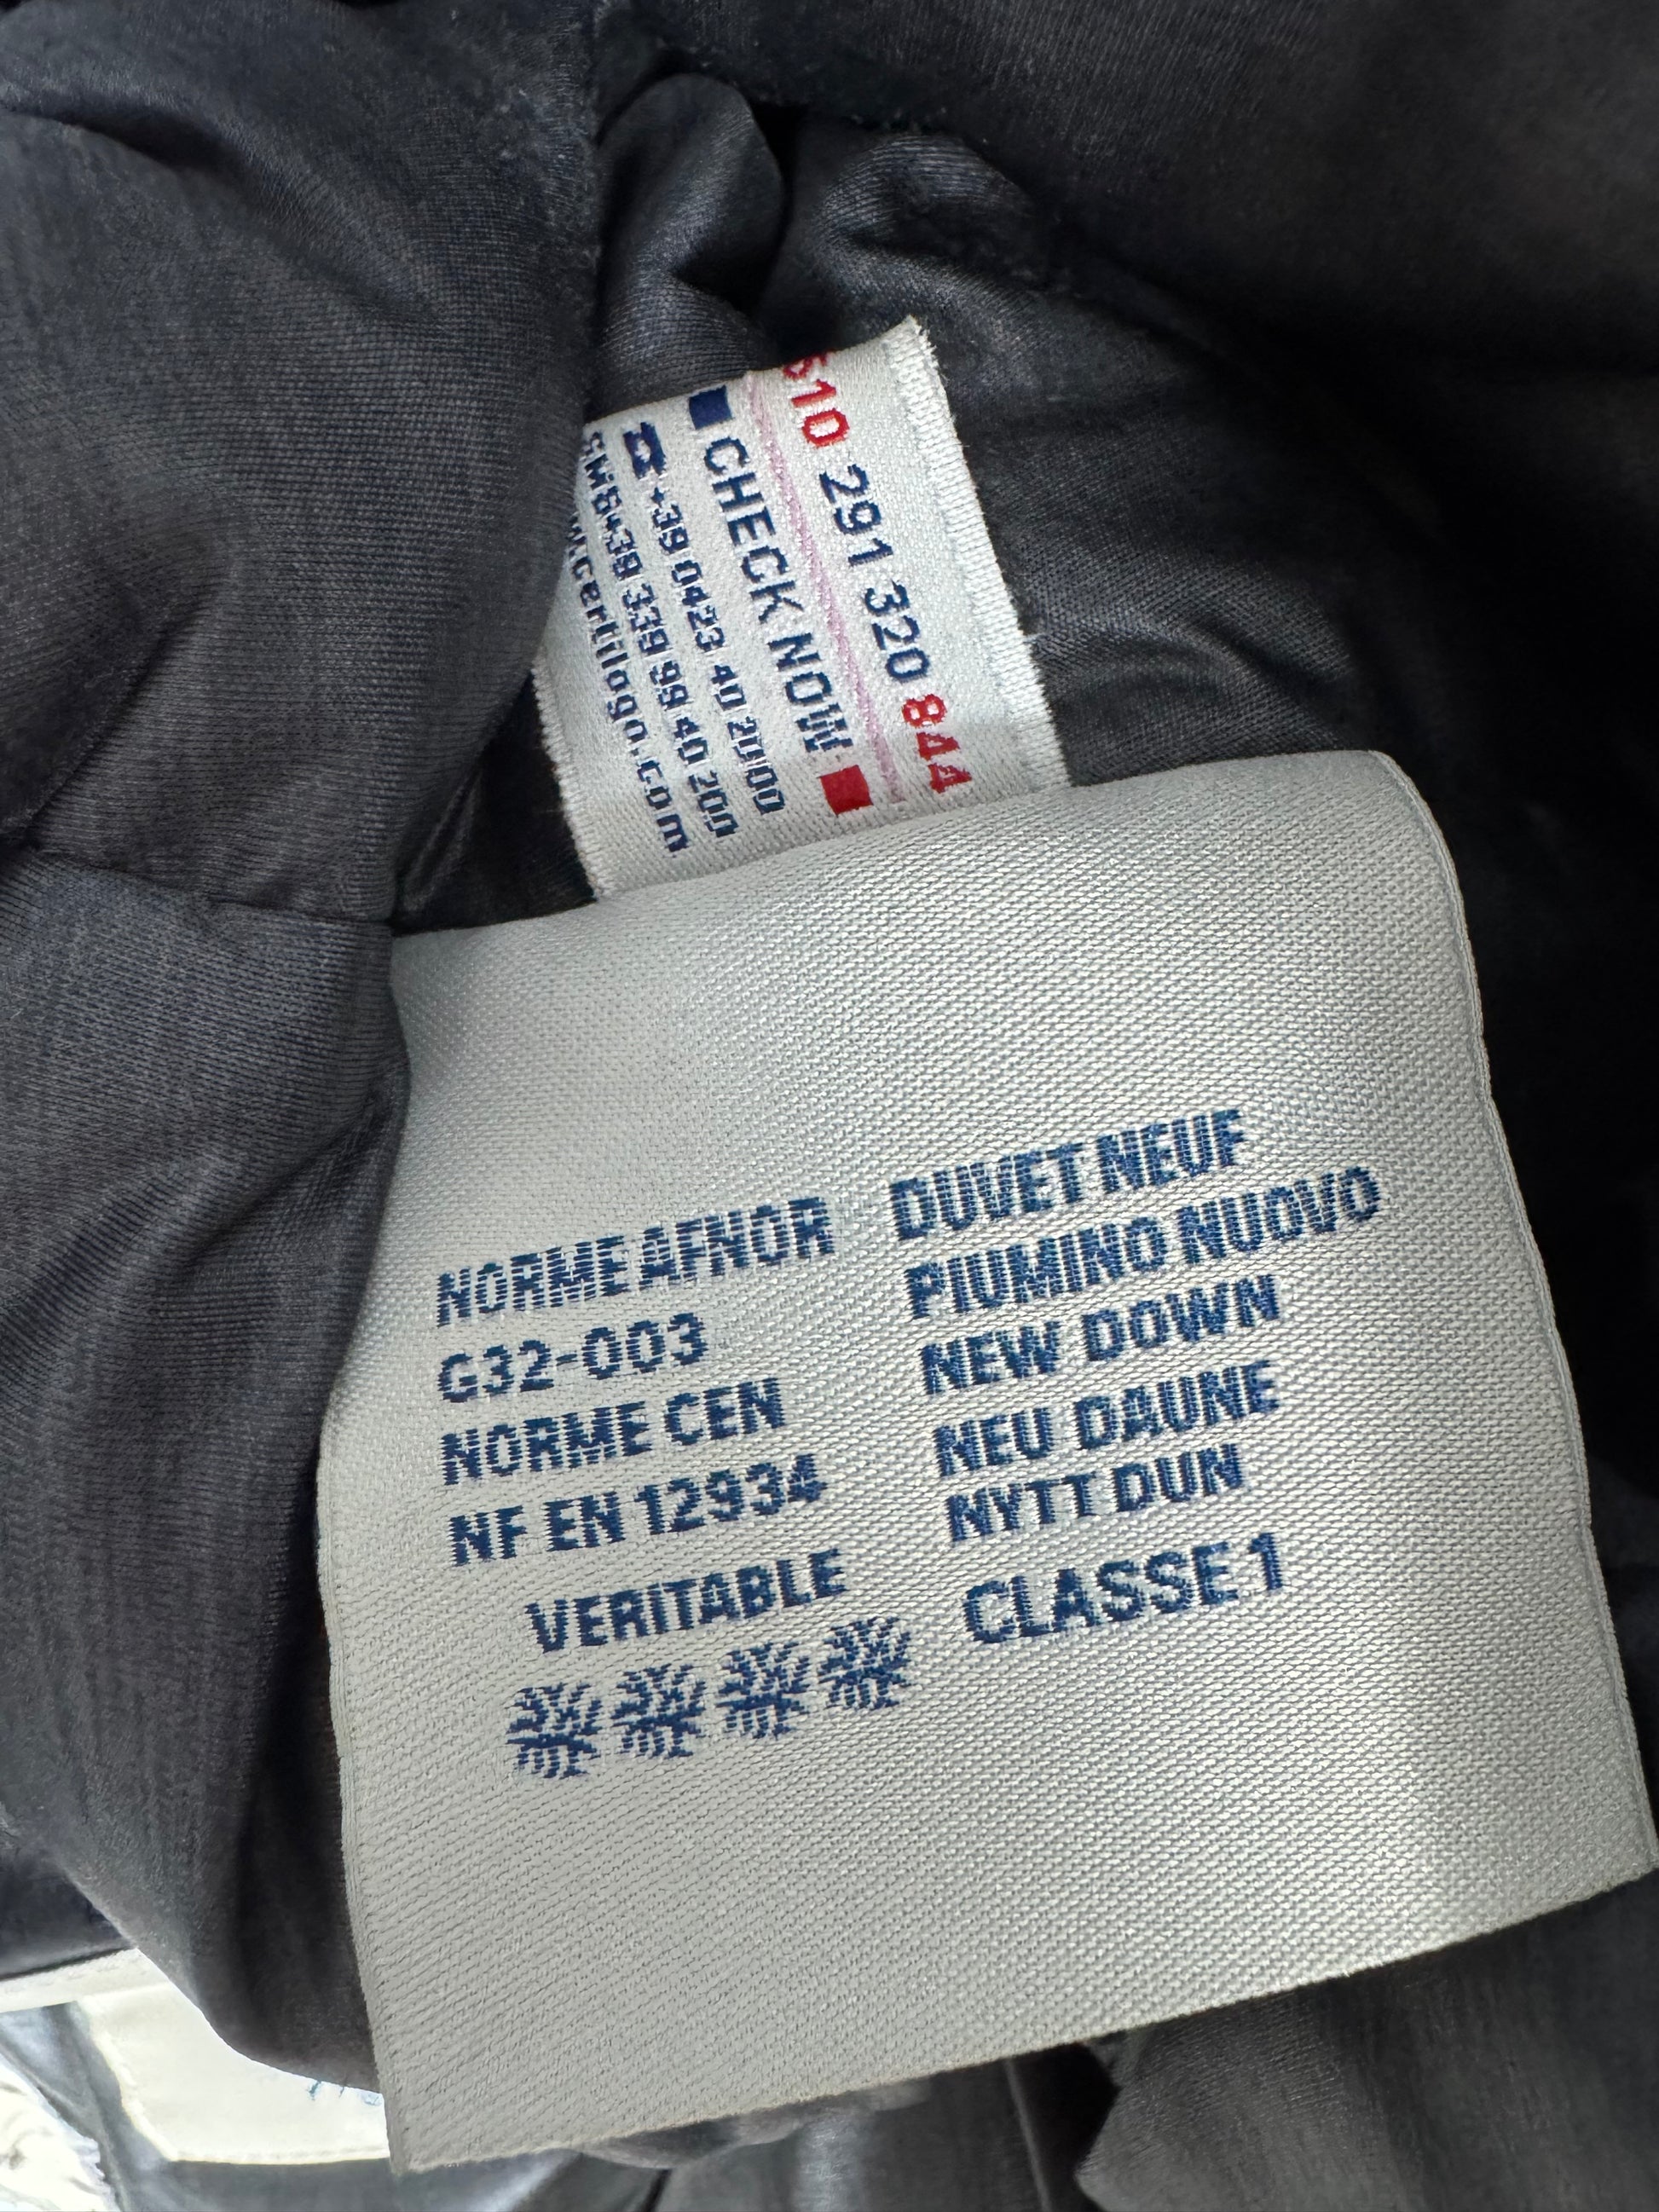 510 291 320 844
CHECK NOW
+39 0423 40 2000
SMS+39 339 99 40 200
w.certilogo.com
NORME AFNOR
G32-003
NORME CEN
NF EN 12934
VERITABLE
DUVET NEUF
PIUMINO NUOVO
NEW DOWN
NEU DAUNE
NYTT DUN
CLASSE 1